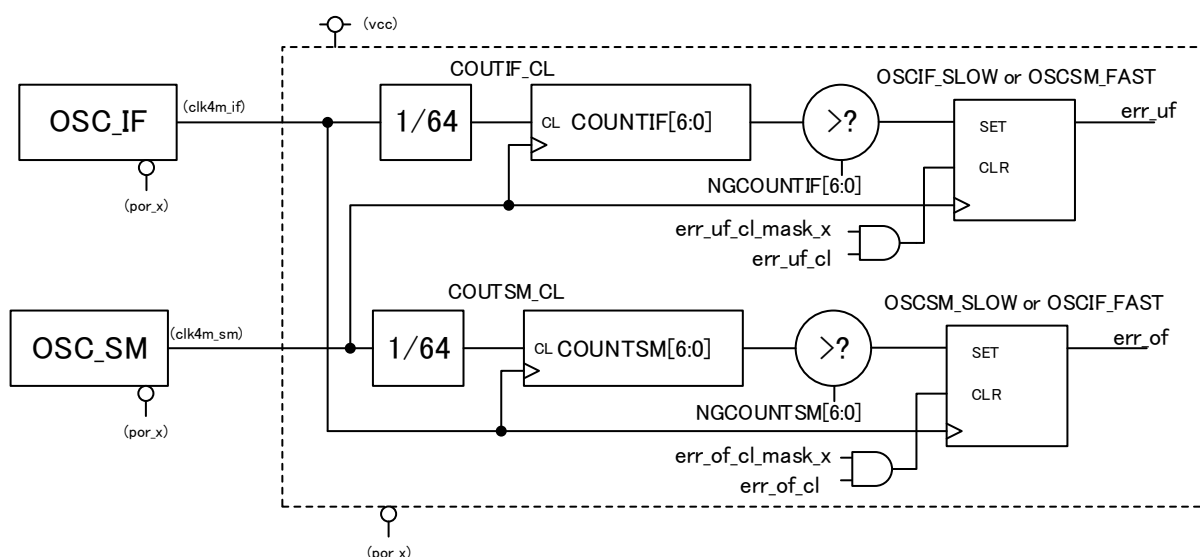 (vcc)
COUTIF_CL
OSCIF_SLOW or OSCSM_FAST
OSC_IF
(clk4m_if)
1/64
CL COUNTIF[6:0]
>?
SET
CLR
err_uf
(por_x)
NGCOUNTIF[6:0]
err_uf_cl_mask_x
err_uf_cl
COUTSM_CL
OSCSM_SLOW or OSCIF_FAST
OSC_SM
(clk4m_sm)
1/64
CL COUNTSM[6:0]
>?
SET
CLR
err_of
(por_x)
NGCOUNTSM[6:0]
err_of_cl_mask_x
err_of_cl
(por_x)